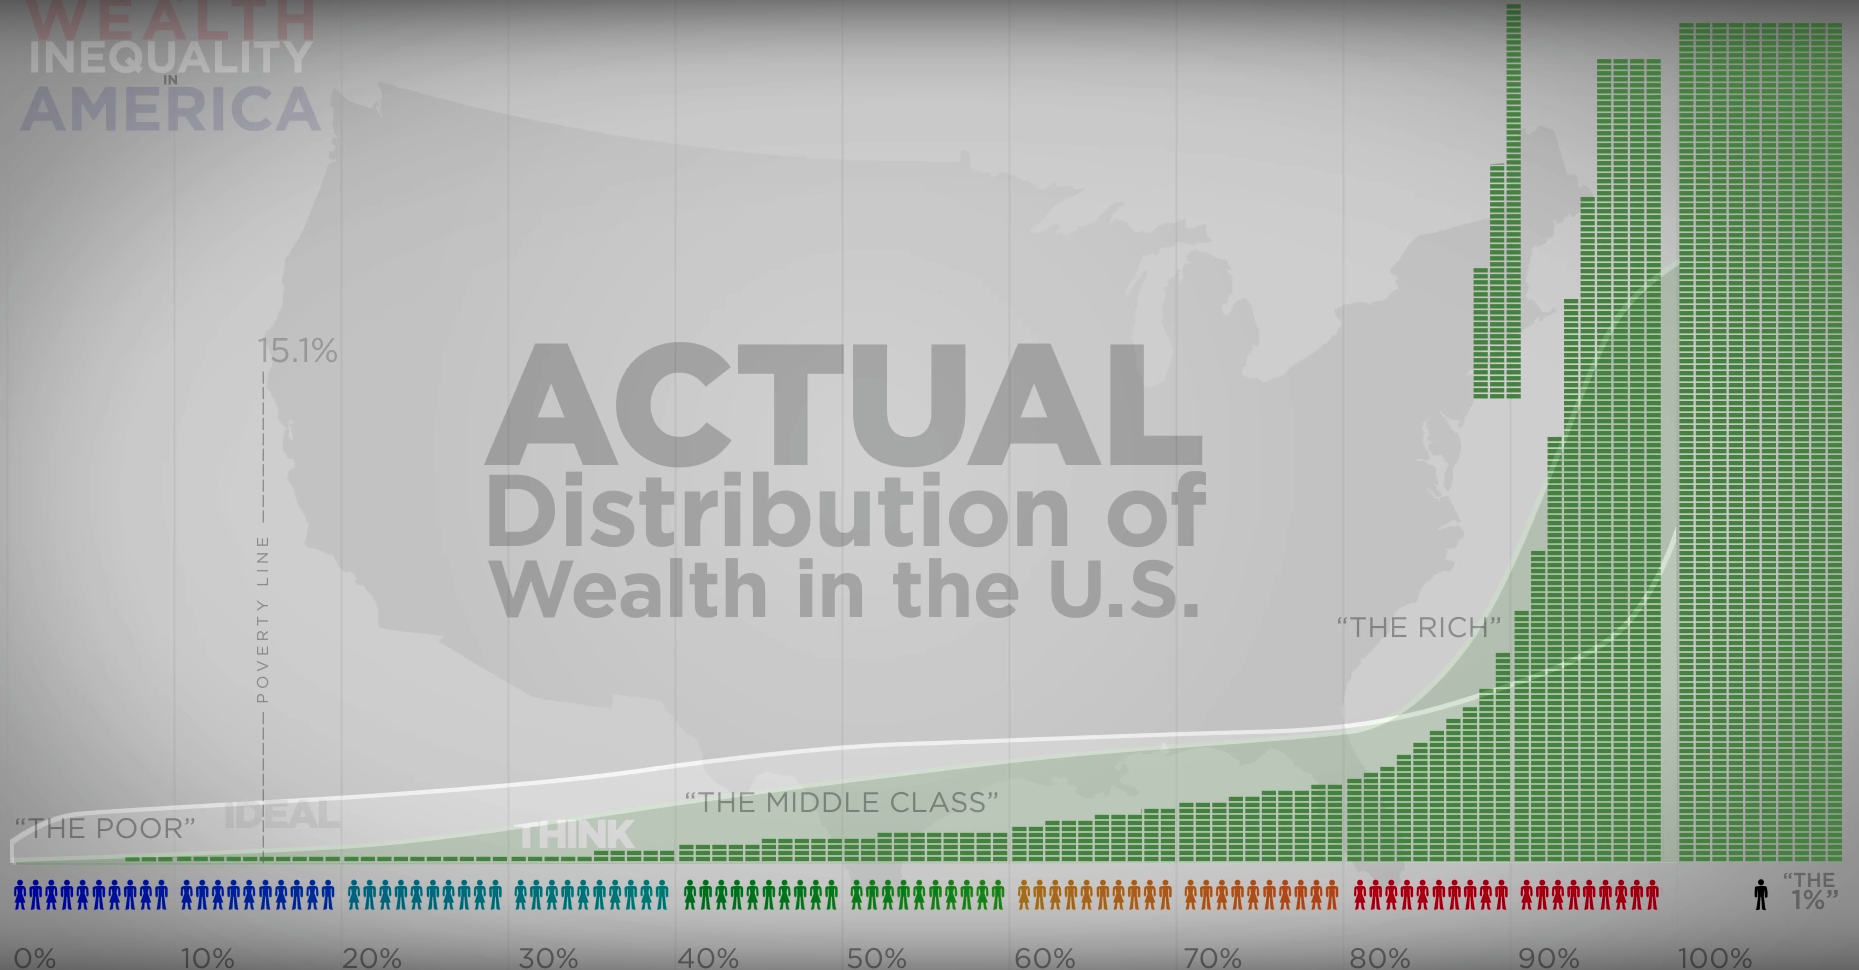 WEALTH
INEQUALITY
IN
AMERICA
15.1%
POVERTY LINE
ACTUAL
Distribution of
Wealth in the U.S.
“THE RICH”
“THE MIDDLE CLASS”
“THE POOR”
IDEAL
THINK
“THE
1%”
0% 10% 20% 30% 40% 50% 60% 70% 80% 90% 100%